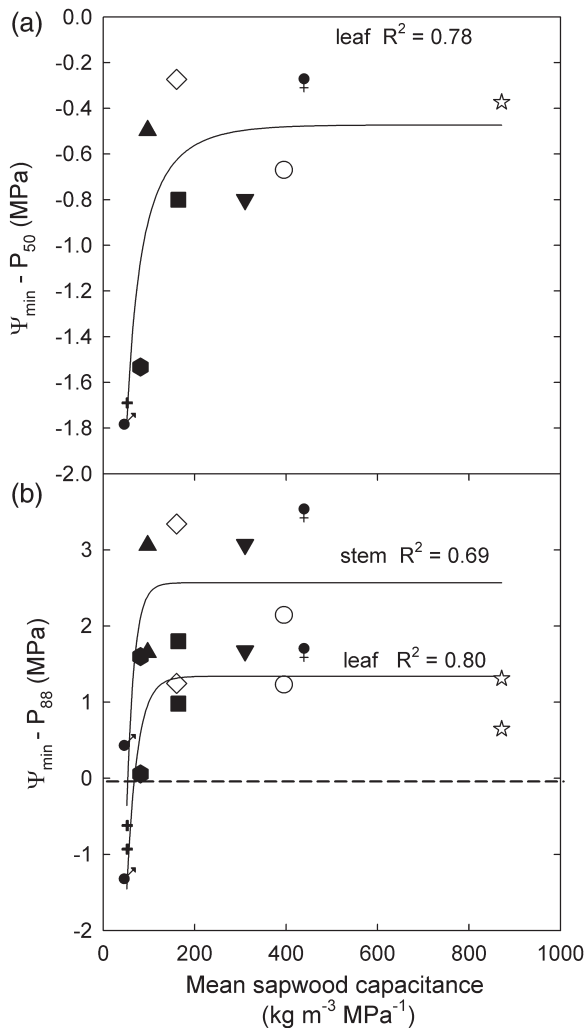 (a)
leaf R² = 0.78
0.0
-0.2
-0.4
-0.6
-0.8
-1.0
-1.2
-1.4
-1.6
-1.8
-2.0
Ψmin - P50 (MPa)
(b)
3
2
1
0
-1
-2
Ψmin - P88 (MPa)
stem R² = 0.69
leaf R² = 0.80
0 200 400 600 800 1000
Mean sapwood capacitance
(kg m⁻³ MPa⁻¹)